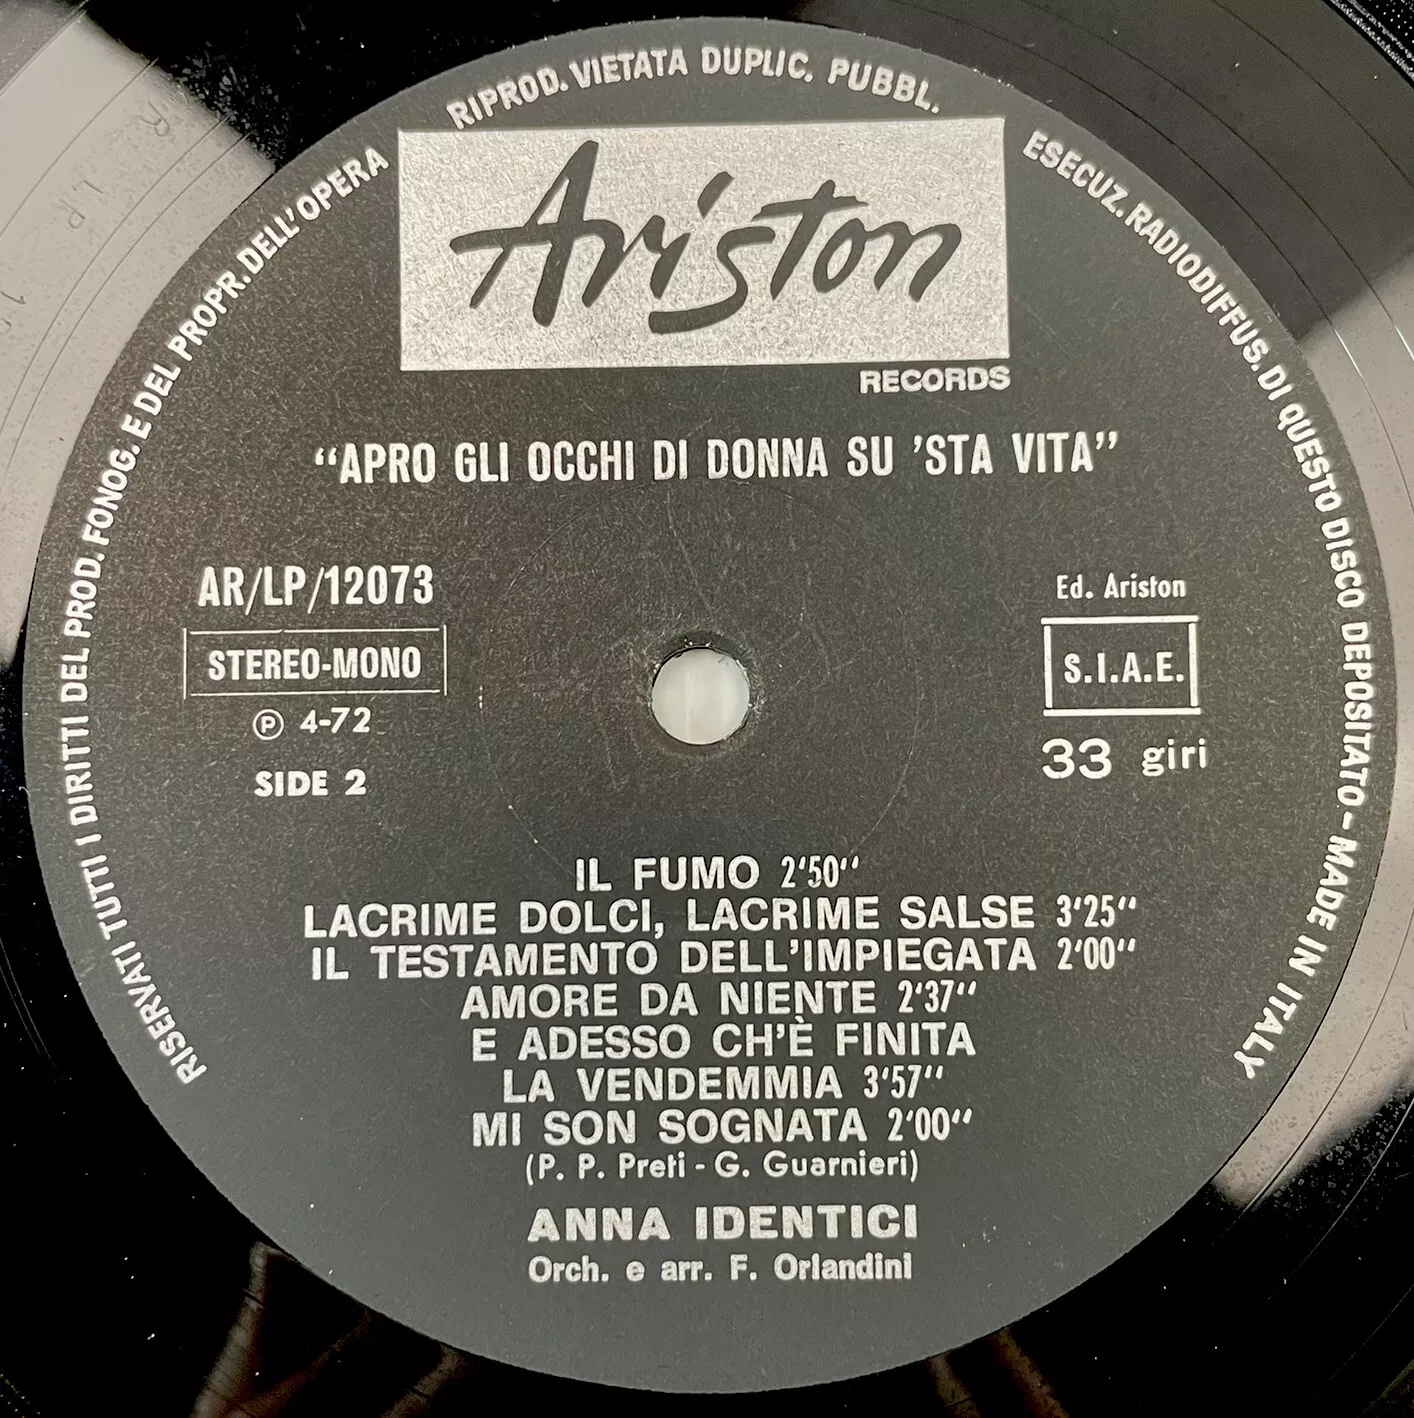 RISERVATI TUTTI I DIRITTI DEL PROD. FONOG. E DEL PROPR. DELL'OPERA
RIPROD. VIETATA DUPLIC. PUBBL.
ESECUZ. RADIODIFFUS. DI QUESTO DISCO DEPOSITATO - MADE IN ITALY
Ariston
RECORDS
"APRO GLI OCCHI DI DONNA SU 'STA VITA"
AR/LP/12073
STEREO-MONO
℗ 4-72
SIDE 2
Ed. Ariston
S.I.A.E.
33 giri
IL FUMO 2'50"
LACRIME DOLCI, LACRIME SALSE 3'25"
IL TESTAMENTO DELL'IMPIEGATA 2'00"
AMORE DA NIENTE 2'37"
E ADESSO CH'È FINITA
LA VENDEMMIA 3'57"
MI SON SOGNATA 2'00"
(P. P. Preti - G. Guarnieri)
ANNA IDENTICI
Orch. e arr. F. Orlandini